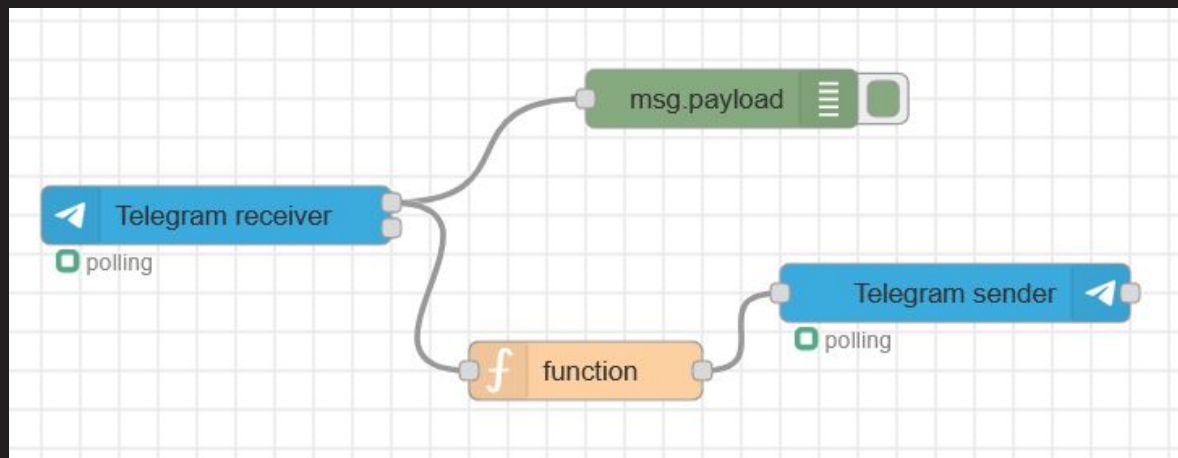 msg.payload
Telegram receiver
polling
Telegram sender
polling
function